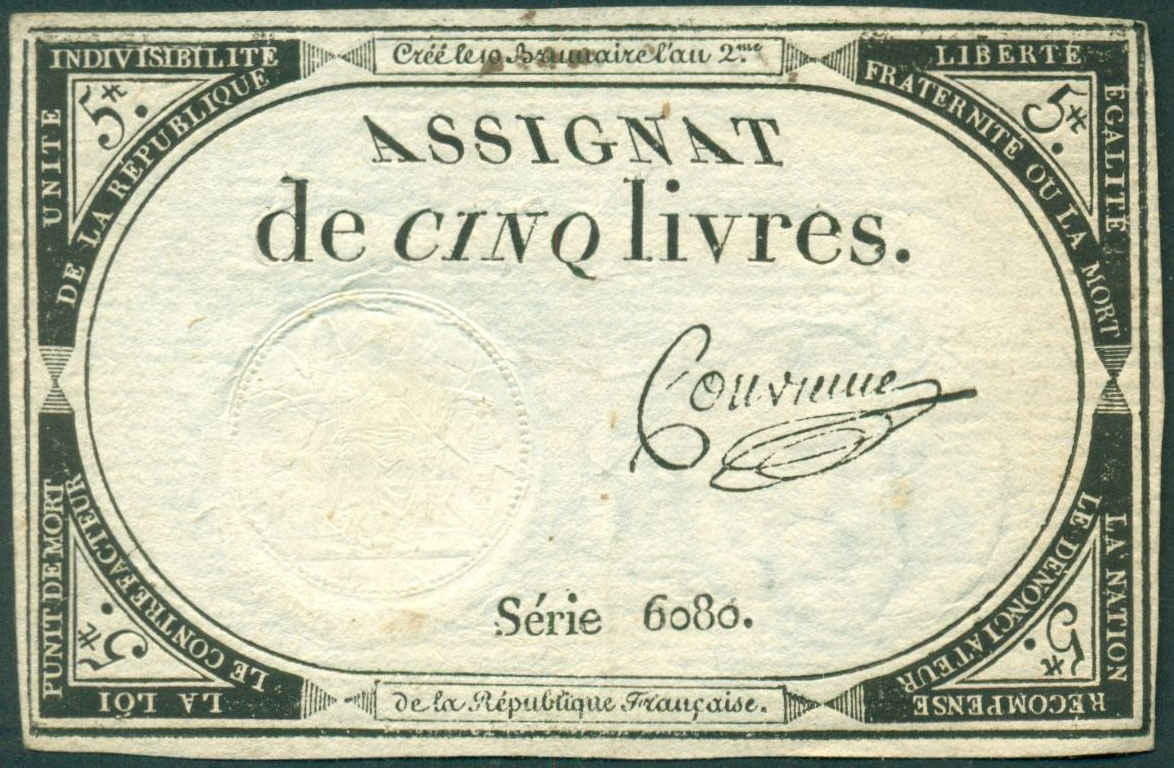 Créé le 10 Brumaire l'an 2.me
UNITÉ
INDIVISIBILITÉ
DE LA RÉPUBLIQUE
LIBERTÉ
ÉGALITÉ
FRATERNITÉ OU LA MORT
5₶.
5₶.
ASSIGNAT
de CINQ livres.
Série 6080.
5₶.
5₶.
LA LOI
PUNIT DE MORT
LE CONTREFACTEUR
LA NATION
RÉCOMPENSE
LE DÉNONCIATEUR
de la République Française.